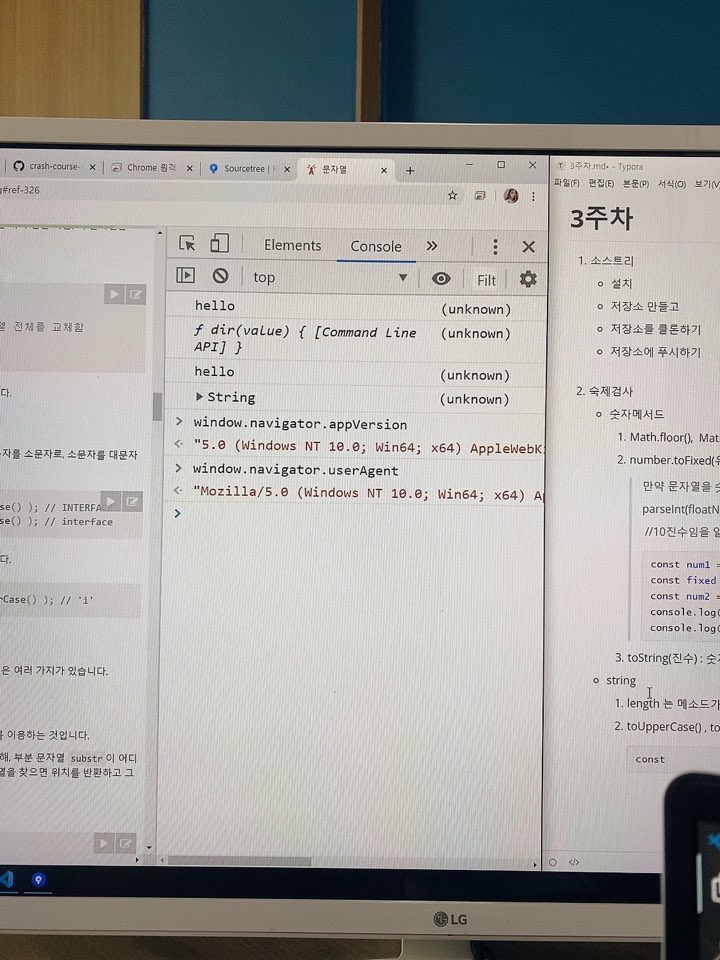 crash-course-
Chrome 원격
Sourcetree | F
문자열
g#ref-326
전체를 교체할
다.
자를 소문자로, 소문자를 대문자
se() ); // INTERFA
se() ); // interface
다.
rCase() ); // 'i'
은 여러 가지가 있습니다.
를 이용하는 것입니다.
해, 부분 문자열 substr 이 어디
열을 찾으면 위치를 반환하고 그
Elements
Console
top
Filt
hello (unknown)
ƒ dir(value) { [Command Line (unknown)
API] }
hello (unknown)
String (unknown)
window.navigator.appVersion
"5.0 (Windows NT 10.0; Win64; x64) AppleWebKi
window.navigator.userAgent
"Mozilla/5.0 (Windows NT 10.0; Win64; x64) Ap
3주차.md• - Typora
파일(F) 편집(E) 본문(P) 서식(O) 보기(V
3주차
1. 소스트리
설치
저장소 만들고
저장소를 클론하기
저장소에 푸시하기
2. 숙제검사
숫자메서드
1. Math.floor(), Mat
2. number.toFixed(
만약 문자열을
parseInt(floatN
//10진수임을
const num1 =
const fixed
const num2 =
console.log(
console.log(
3. toString(진수) :
string
1. length 는 메소드가
2. toUpperCase() , to
const
LG